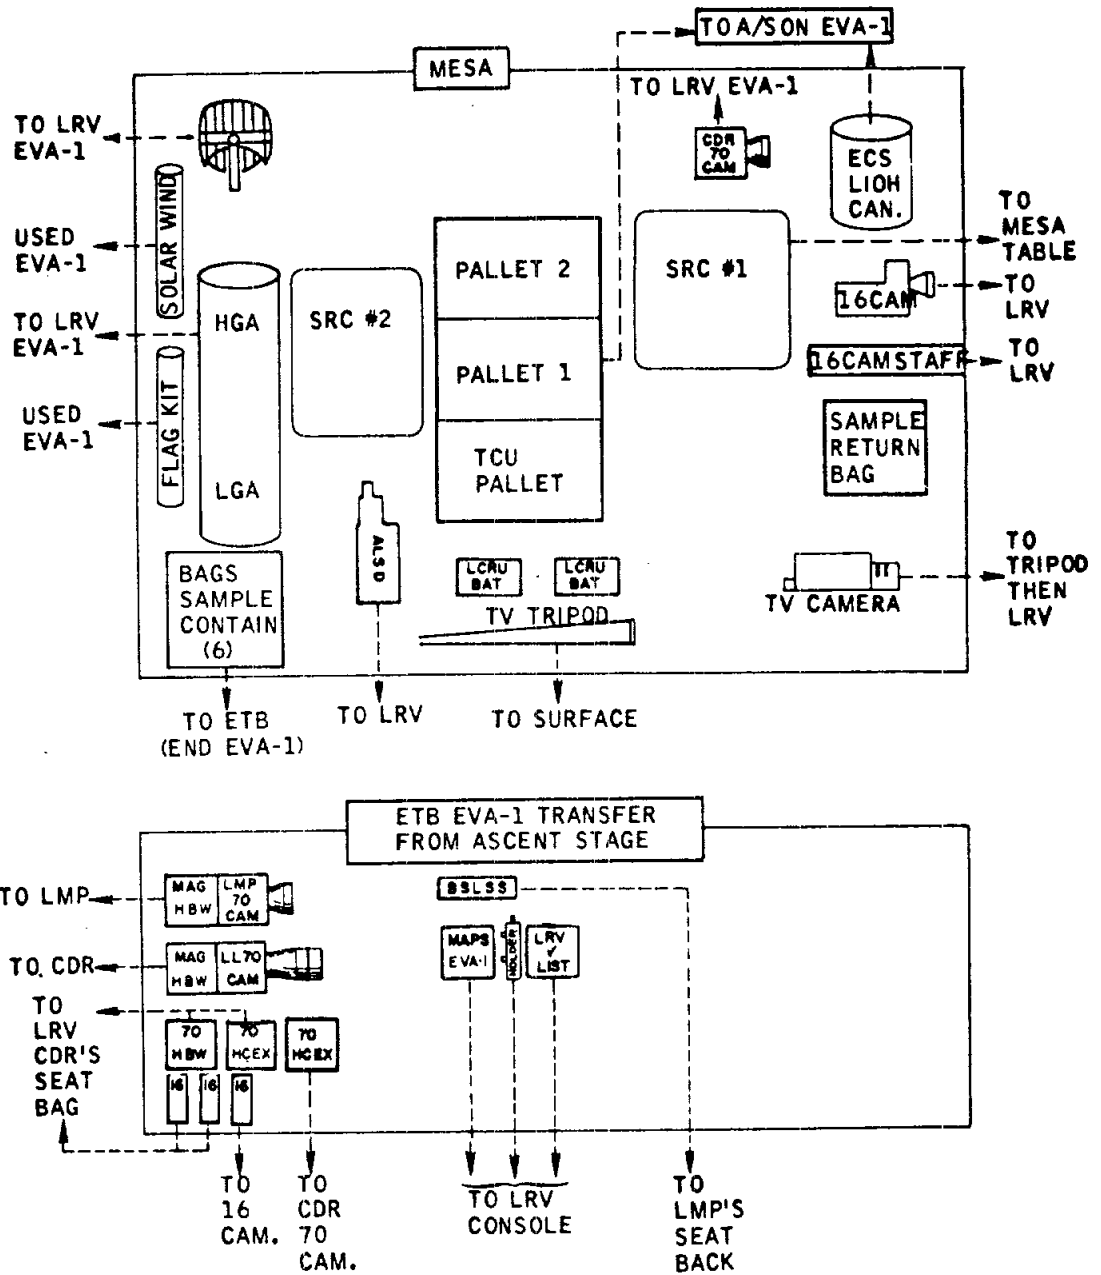 TO A/S ON EVA-1
MESA
TO LRV EVA-1
TO LRV
EVA-1
CDR
70
CAM
ECS
LIOH
CAN.
SOLAR WIND
USED
EVA-1
TO
MESA
TABLE
PALLET 2
SRC #1
SRC #2
HGA
16CAM
TO
LRV
TO LRV
EVA-1
PALLET 1
16CAMSTAFF
TO
LRV
FLAG KIT
USED
EVA-1
SAMPLE
RETURN
BAG
TCU
PALLET
LGA
ALSD
BAGS
SAMPLE
CONTAIN
(6)
LCRU
BAT
LCRU
BAT
TV TRIPOD
TV CAMERA
TO
TRIPOD
THEN
LRV
TO ETB
(END EVA-1)
TO LRV
TO SURFACE
ETB EVA-1 TRANSFER
FROM ASCENT STAGE
TO LMP
MAG
HBW
LMP
70
CAM
BSLSS
TO CDR
MAG
HBW
LL70
CAM
MAPS
EVA-1
HOLDER
LRV
✓
LIST
TO
LRV
CDR'S
SEAT
BAG
70
HBW
70
HCEX
70
HCEX
16
16
16
TO
16
CAM.
TO
CDR
70
CAM.
TO LRV
CONSOLE
TO
LMP'S
SEAT
BACK